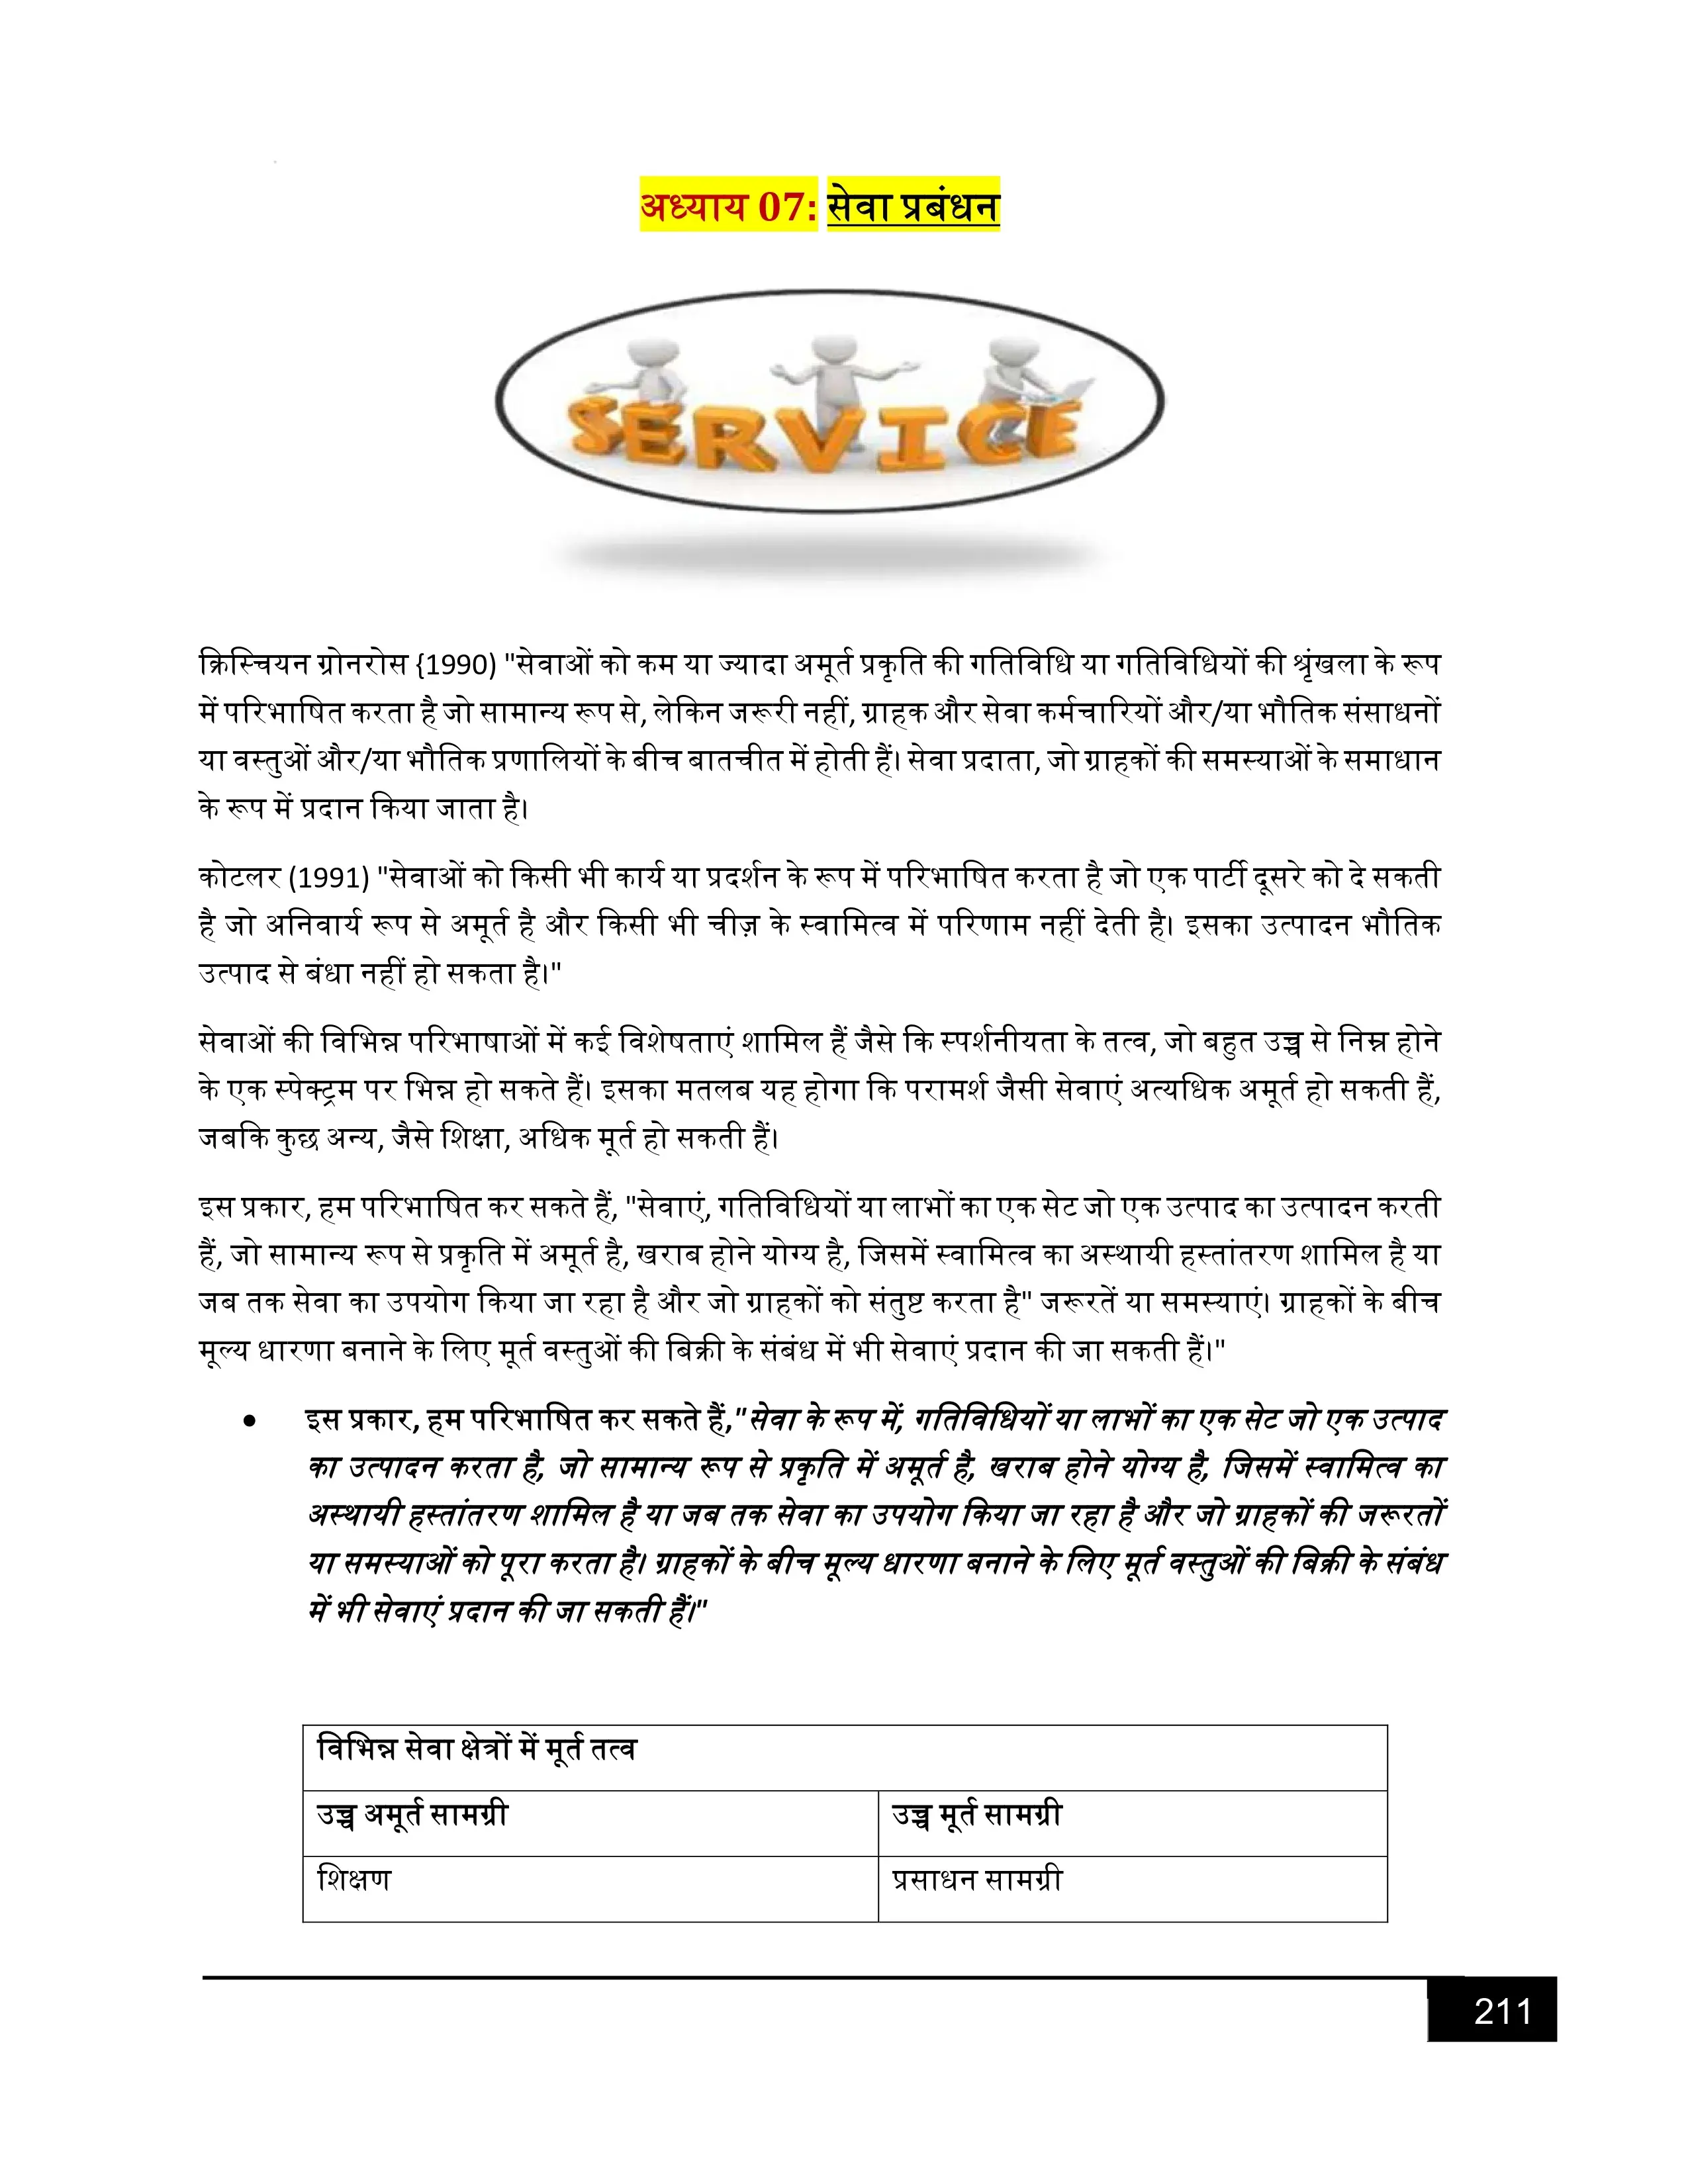 अध्याय 07: सेवा प्रबंधन
SERVICE
क्रिस्चियन ग्रोनरोस {1990) "सेवाओं को कम या ज्यादा अमूर्त प्रकृति की गतिविधि या गतिविधियों की श्रृंखला के रूप
में परिभाषित करता है जो सामान्य रूप से, लेकिन जरूरी नहीं, ग्राहक और सेवा कर्मचारियों और/या भौतिक संसाधनों
या वस्तुओं और/या भौतिक प्रणालियों के बीच बातचीत में होती हैं। सेवा प्रदाता, जो ग्राहकों की समस्याओं के समाधान
के रूप में प्रदान किया जाता है।
कोटलर (1991) "सेवाओं को किसी भी कार्य या प्रदर्शन के रूप में परिभाषित करता है जो एक पार्टी दूसरे को दे सकती
है जो अनिवार्य रूप से अमूर्त है और किसी भी चीज़ के स्वामित्व में परिणाम नहीं देती है। इसका उत्पादन भौतिक
उत्पाद से बंधा नहीं हो सकता है।"
सेवाओं की विभिन्न परिभाषाओं में कई विशेषताएं शामिल हैं जैसे कि स्पर्शनीयता के तत्व, जो बहुत उच्च से निम्न होने
के एक स्पेक्ट्रम पर भिन्न हो सकते हैं। इसका मतलब यह होगा कि परामर्श जैसी सेवाएं अत्यधिक अमूर्त हो सकती हैं,
जबकि कुछ अन्य, जैसे शिक्षा, अधिक मूर्त हो सकती हैं।
इस प्रकार, हम परिभाषित कर सकते हैं, "सेवाएं, गतिविधियों या लाभों का एक सेट जो एक उत्पाद का उत्पादन करती
हैं, जो सामान्य रूप से प्रकृति में अमूर्त है, खराब होने योग्य है, जिसमें स्वामित्व का अस्थायी हस्तांतरण शामिल है या
जब तक सेवा का उपयोग किया जा रहा है और जो ग्राहकों को संतुष्ट करता है" जरूरतें या समस्याएं। ग्राहकों के बीच
मूल्य धारणा बनाने के लिए मूर्त वस्तुओं की बिक्री के संबंध में भी सेवाएं प्रदान की जा सकती हैं।"
• इस प्रकार, हम परिभाषित कर सकते हैं,"सेवा के रूप में, गतिविधियों या लाभों का एक सेट जो एक उत्पाद
का उत्पादन करता है, जो सामान्य रूप से प्रकृति में अमूर्त है, खराब होने योग्य है, जिसमें स्वामित्व का
अस्थायी हस्तांतरण शामिल है या जब तक सेवा का उपयोग किया जा रहा है और जो ग्राहकों की जरूरतों
या समस्याओं को पूरा करता है। ग्राहकों के बीच मूल्य धारणा बनाने के लिए मूर्त वस्तुओं की बिक्री के संबंध
में भी सेवाएं प्रदान की जा सकती हैं।"
विभिन्न सेवा क्षेत्रों में मूर्त तत्व
उच्च अमूर्त सामग्री उच्च मूर्त सामग्री
शिक्षण प्रसाधन सामग्री
211